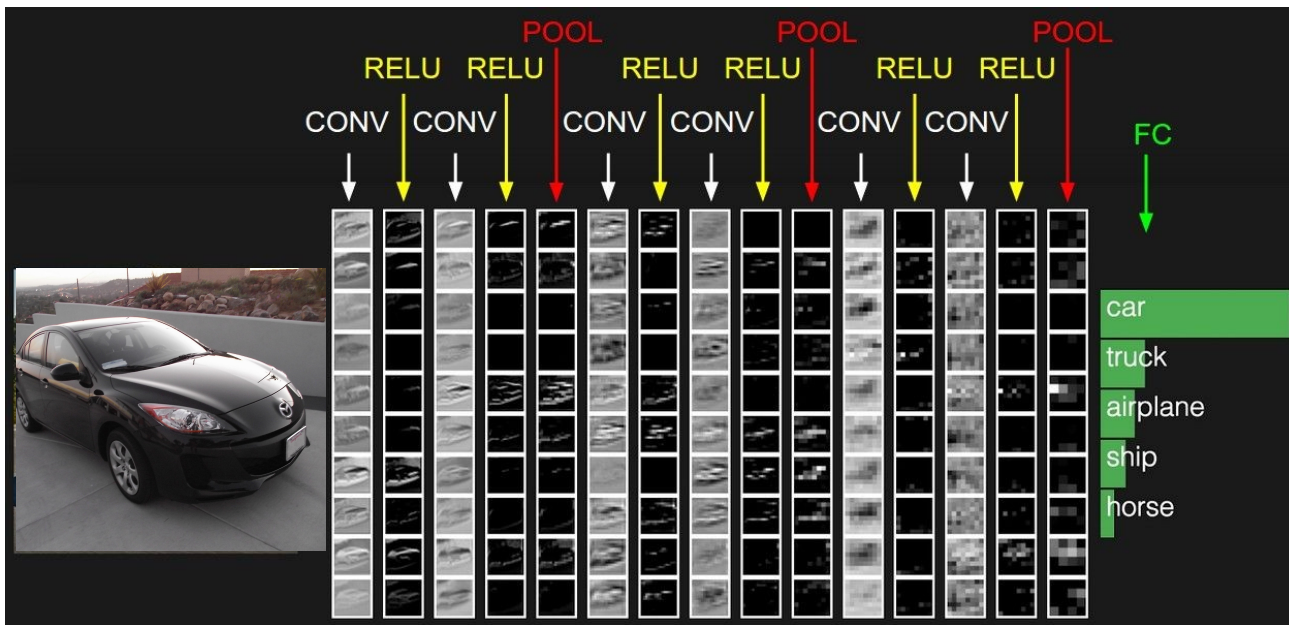 POOL POOL POOL
RELU RELU RELU RELU RELU RELU
CONV CONV CONV CONV CONV CONV
FC
car
truck
airplane
ship
horse